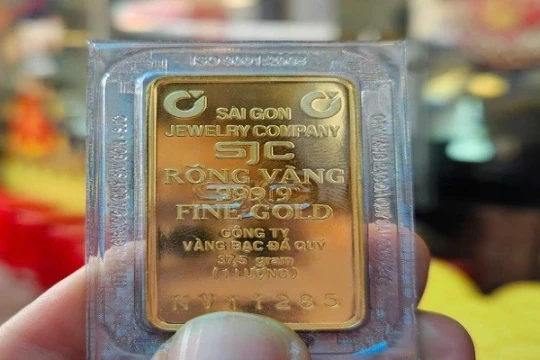 ISO 9001:2008
SÀI GÒN
JEWELRY COMPANY
SJC
RỒNG VÀNG
999.9
FINE GOLD
CÔNG TY
VÀNG BẠC ĐÁ QUÝ
37,5 gram
(1 LƯỢNG)